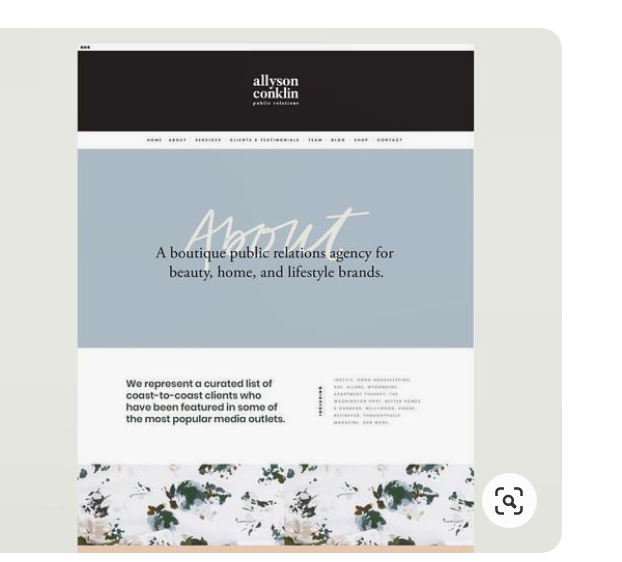 allyson
conklin
public relations
HOME ABOUT SERVICES CLIENTS & TESTIMONIALS TEAM BLOG SHOP CONTACT
About
A boutique public relations agency for
beauty, home, and lifestyle brands.
We represent a curated list of
coast-to-coast clients who
have been featured in some of
the most popular media outlets.
INCLUDING
INSTYLE, GOOD HOUSEKEEPING,
RUE, ALLURE, MYDOMAINE,
APARTMENT THERAPY, THE
WASHINGTON POST, BETTER HOMES
& GARDENS, WELL+GOOD, VOGUE,
REFINERY29, THOUGHTFULLY
MAGAZINE, AND MORE.